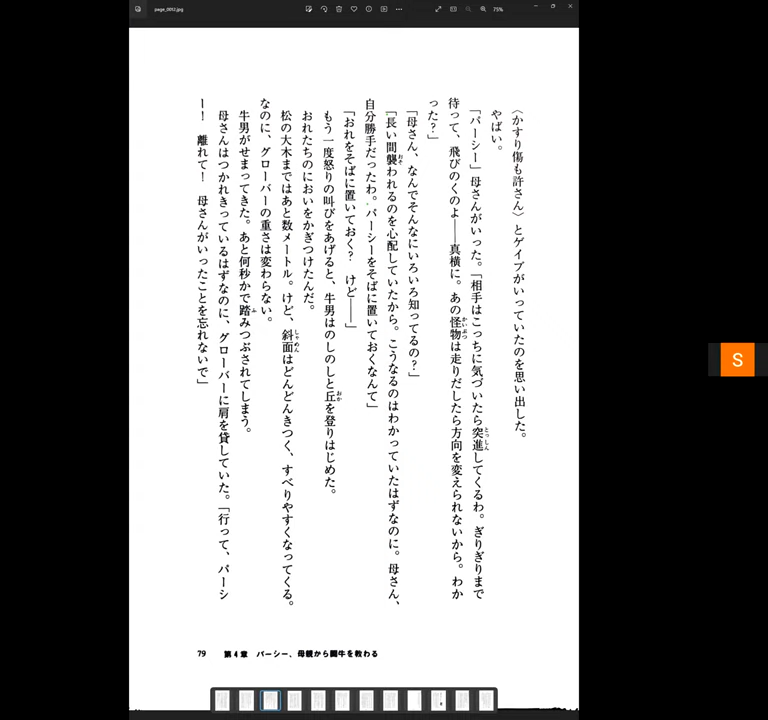 page_0092.jpg
75%
〈かすり傷も許さん〉とゲイブがいっていたのを思い出した。
やばい。
「パーシー」母さんがいった。「相手はこっちに気づいたら突進してくるわ。ぎりぎりまで
待って、飛びのくのよ――真横に。あの怪物は走りだしたら方向を変えられないから。わか
った？」
「母さん、なんでそんなにいろいろ知ってるの？」
「長い間襲われるのを心配していたから。こうなるのはわかっていたはずなのに。母さん、
自分勝手だったわ。パーシーをそばに置いておくなんて」
「おれをそばに置いておく？　けど――」
もう一度怒りの叫びをあげると、牛男はのしのしと丘を登りはじめた。
おれたちのにおいをかぎつけたんだ。
松の大木まではあと数メートル。けど、斜面はどんどんきつく、すべりやすくなってくる。
なのに、グローバーの重さは変わらない。
牛男がせまってきた。あと何秒かで踏みつぶされてしまう。
母さんはつかれきっているはずなのに、グローバーに肩を貸していた。「行って、パーシ
ー！　離れて！　母さんがいったことを忘れないで」
79 第4章 パーシー、母親から闘牛を教わる
S